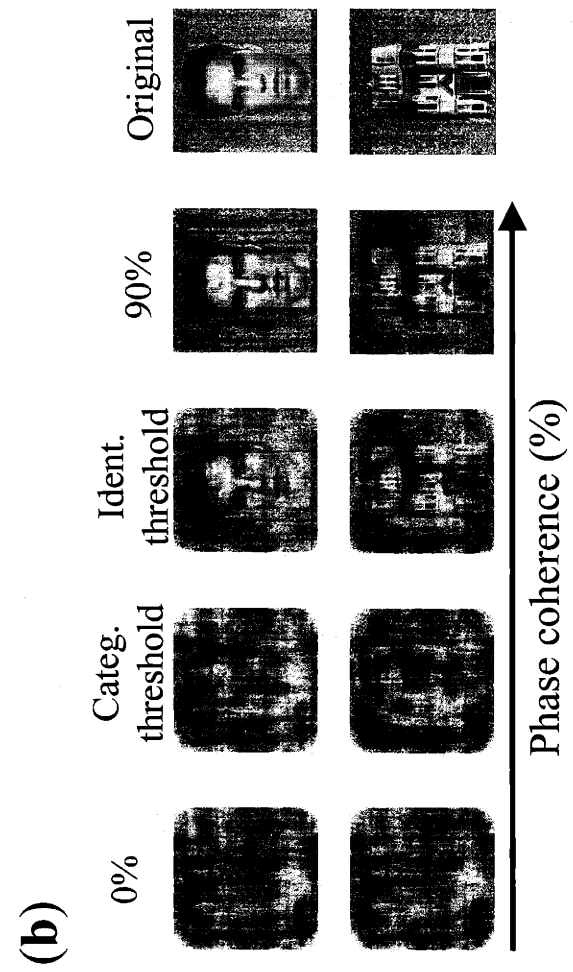 (b)
0%
Categ.
threshold
Ident.
threshold
90%
Original
Phase coherence (%)